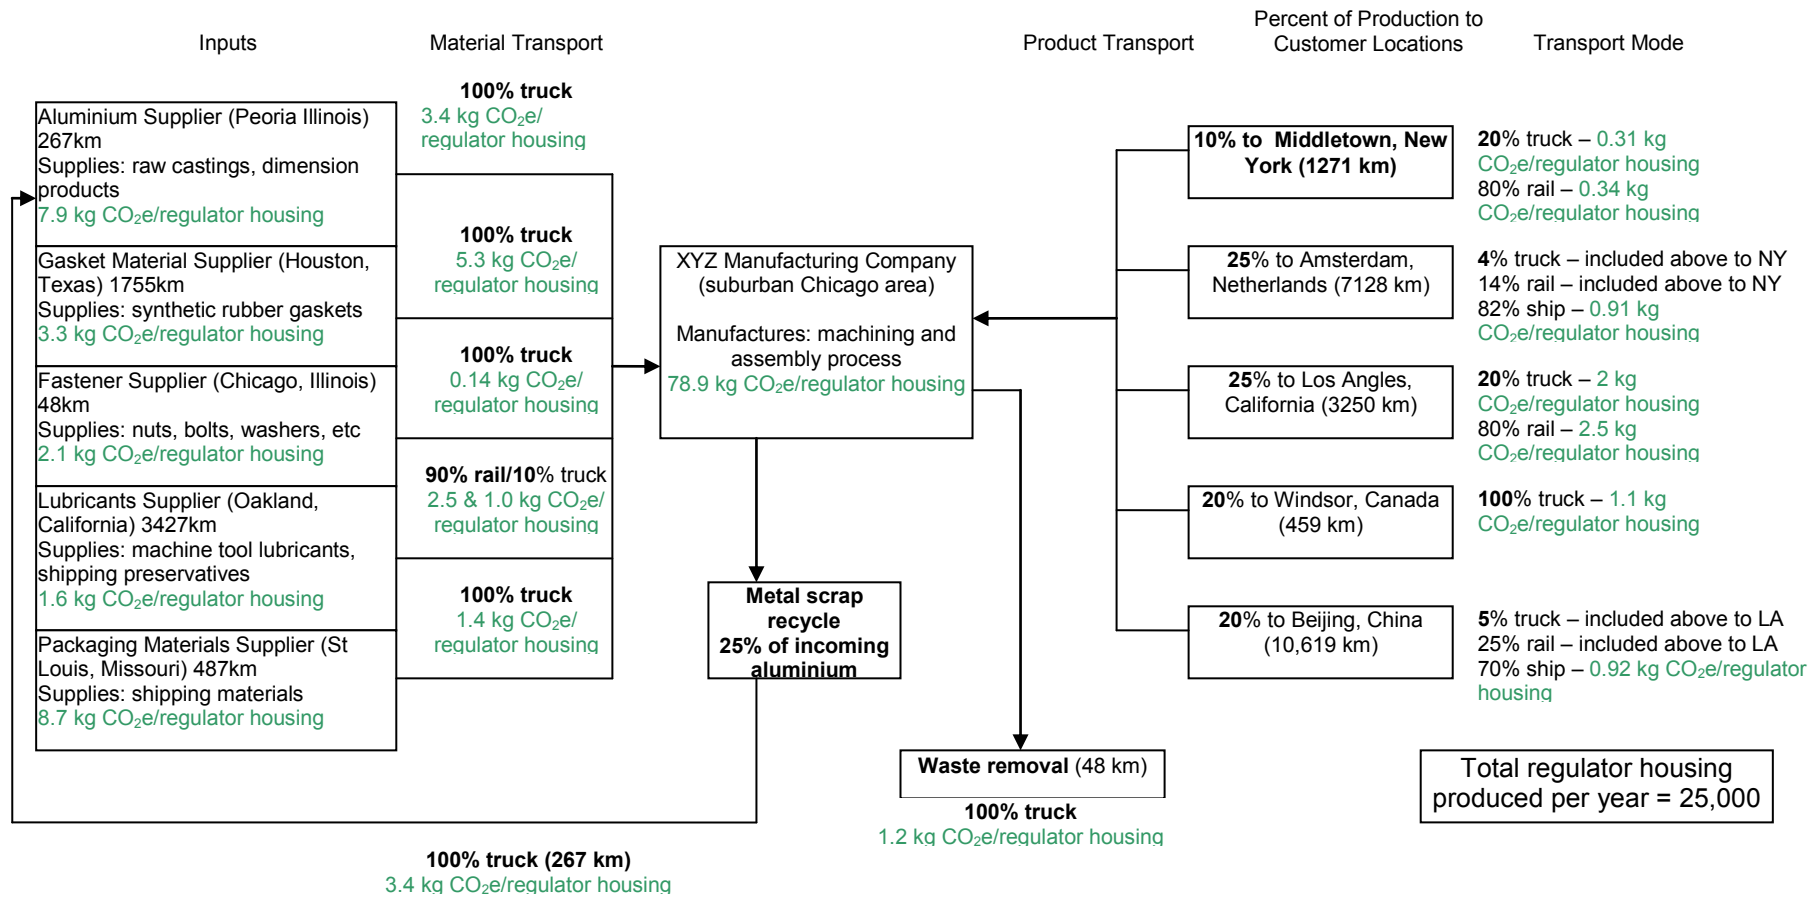 Inputs
Material Transport
Product Transport
Percent of Production to
Customer Locations
Transport Mode
Aluminium Supplier (Peoria Illinois)
267km
Supplies: raw castings, dimension
products
7.9 kg CO₂e/regulator housing
Gasket Material Supplier (Houston,
Texas) 1755km
Supplies: synthetic rubber gaskets
3.3 kg CO₂e/regulator housing
Fastener Supplier (Chicago, Illinois)
48km
Supplies: nuts, bolts, washers, etc
2.1 kg CO₂e/regulator housing
Lubricants Supplier (Oakland,
California) 3427km
Supplies: machine tool lubricants,
shipping preservatives
1.6 kg CO₂e/regulator housing
Packaging Materials Supplier (St
Louis, Missouri) 487km
Supplies: shipping materials
8.7 kg CO₂e/regulator housing
100% truck
3.4 kg CO₂e/
regulator housing
100% truck
5.3 kg CO₂e/
regulator housing
100% truck
0.14 kg CO₂e/
regulator housing
90% rail/10% truck
2.5 & 1.0 kg CO₂e/
regulator housing
100% truck
1.4 kg CO₂e/
regulator housing
XYZ Manufacturing Company
(suburban Chicago area)
Manufactures: machining and
assembly process
78.9 kg CO₂e/regulator housing
Metal scrap
recycle
25% of incoming
aluminium
Waste removal (48 km)
100% truck
1.2 kg CO₂e/regulator housing
100% truck (267 km)
3.4 kg CO₂e/regulator housing
10% to Middletown, New
York (1271 km)
20% truck – 0.31 kg
CO₂e/regulator housing
80% rail – 0.34 kg
CO₂e/regulator housing
25% to Amsterdam,
Netherlands (7128 km)
4% truck – included above to NY
14% rail – included above to NY
82% ship – 0.91 kg
CO₂e/regulator housing
25% to Los Angles,
California (3250 km)
20% truck – 2 kg
CO₂e/regulator housing
80% rail – 2.5 kg
CO₂e/regulator housing
20% to Windsor, Canada
(459 km)
100% truck – 1.1 kg
CO₂e/regulator housing
20% to Beijing, China
(10,619 km)
5% truck – included above to LA
25% rail – included above to LA
70% ship – 0.92 kg CO₂e/regulator
housing
Total regulator housing
produced per year = 25,000